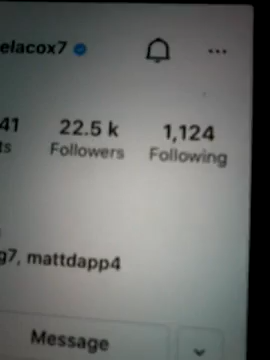 elacox7
...
41 22.5 k 1,124
ts Followers Following
g7, mattdapp4
Message